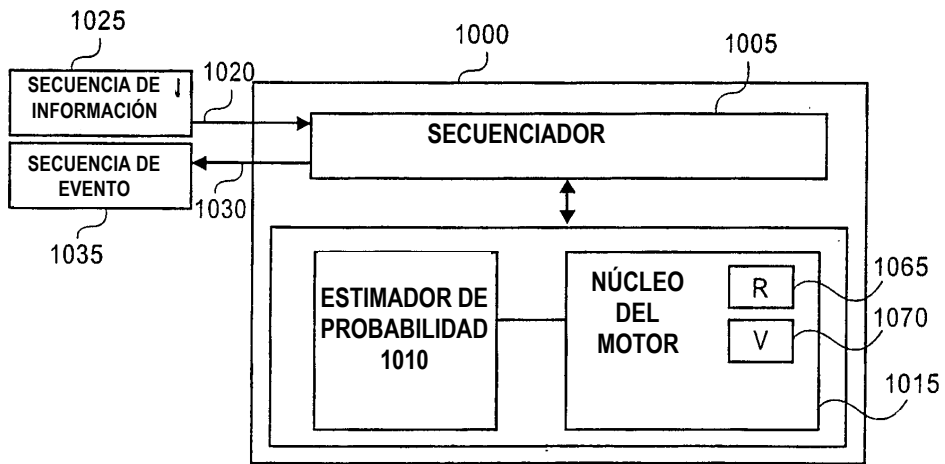 1025
1000
1005
SECUENCIA DE
INFORMACIÓN
1020
SECUENCIADOR
SECUENCIA DE
EVENTO
1030
1035
ESTIMADOR DE
PROBABILIDAD
1010
NÚCLEO
DEL
MOTOR
R
1065
V
1070
1015